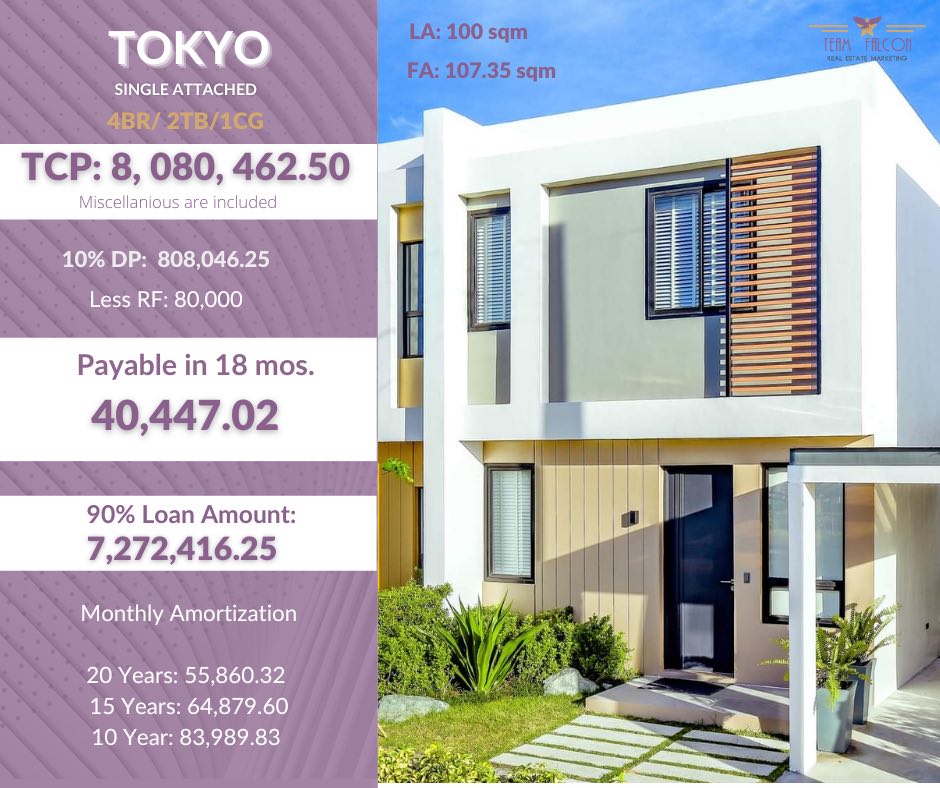 TOKYO
SINGLE ATTACHED
4BR/ 2TB/1CG
TCP: 8, 080, 462.50
Miscellanious are included
10% DP: 808,046.25
Less RF: 80,000
Payable in 18 mos.
40,447.02
90% Loan Amount:
7,272,416.25
Monthly Amortization
20 Years: 55,860.32
15 Years: 64,879.60
10 Year: 83,989.83
LA: 100 sqm
FA: 107.35 sqm
TEAM FALCON
REAL ESTATE MARKETING